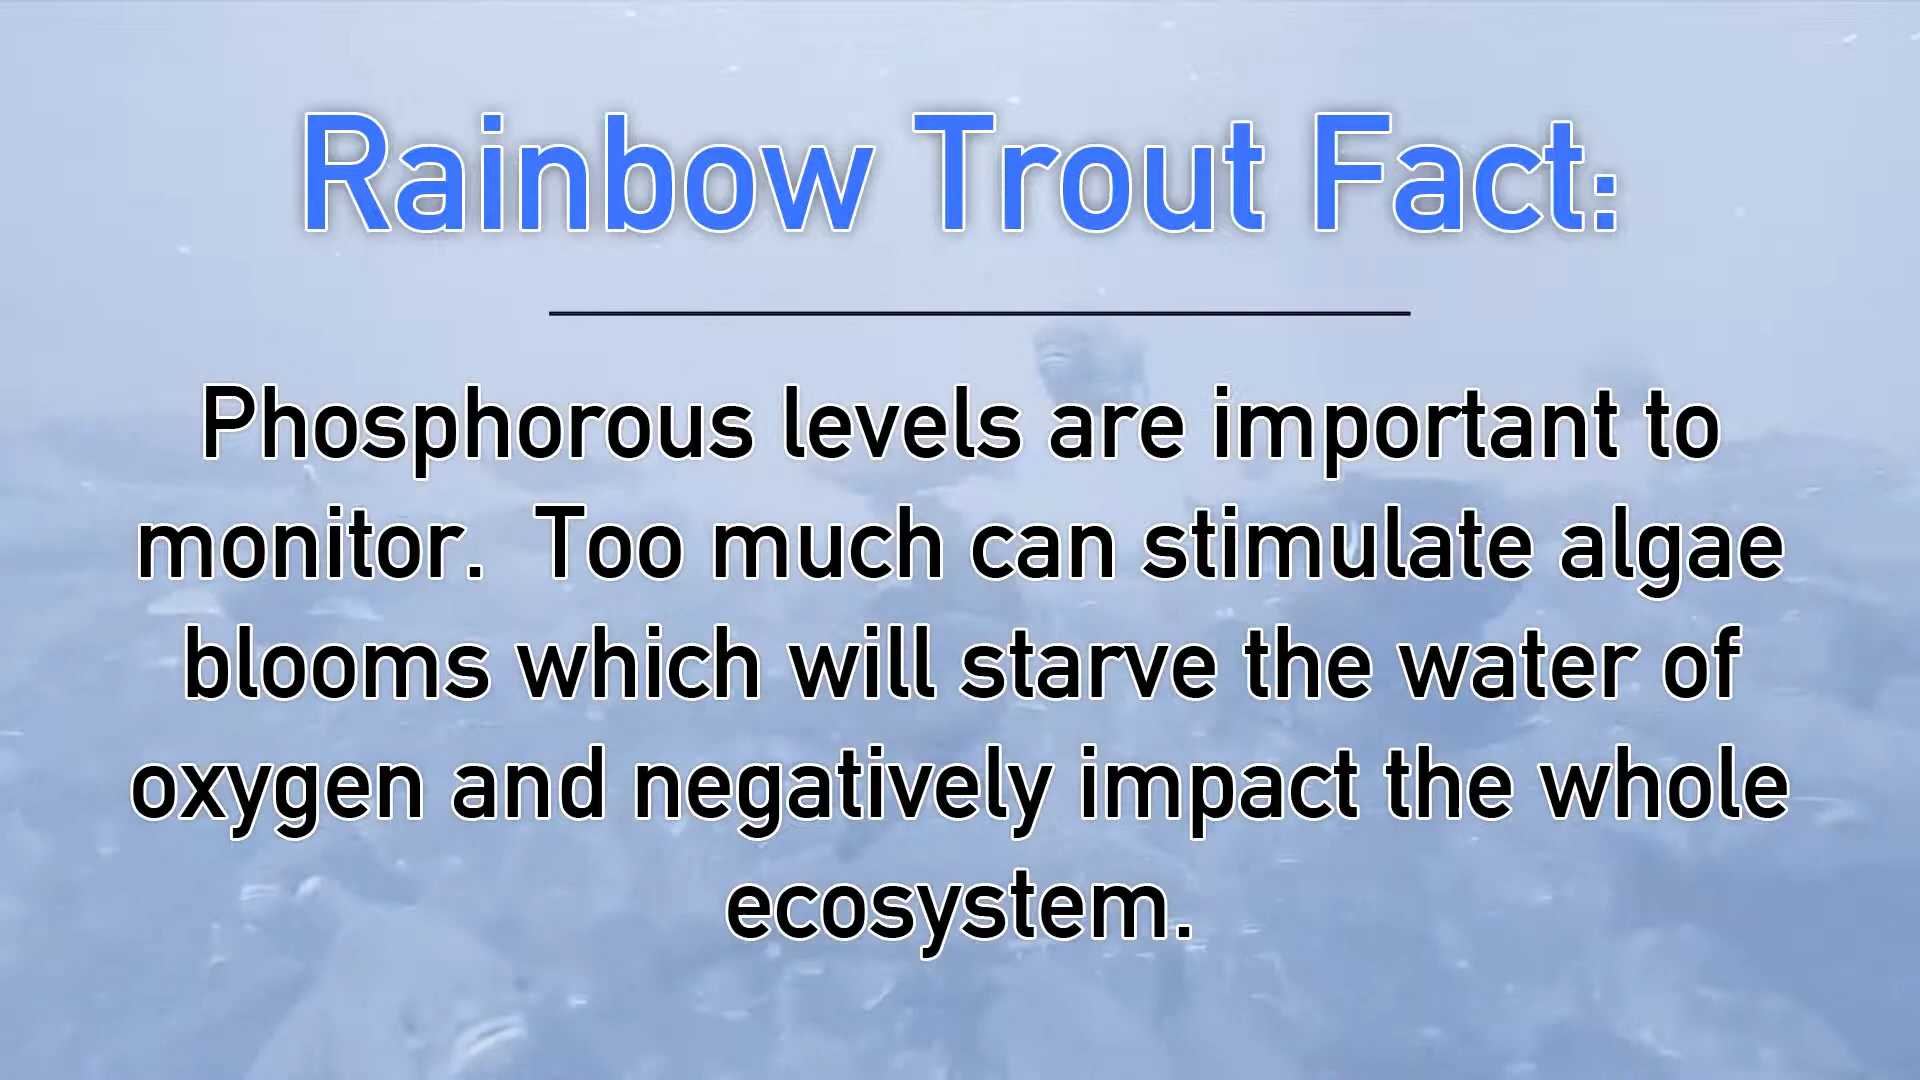 Rainbow Trout Fact:
Phosphorous levels are important to
monitor.  Too much can stimulate algae
blooms which will starve the water of
oxygen and negatively impact the whole
ecosystem.